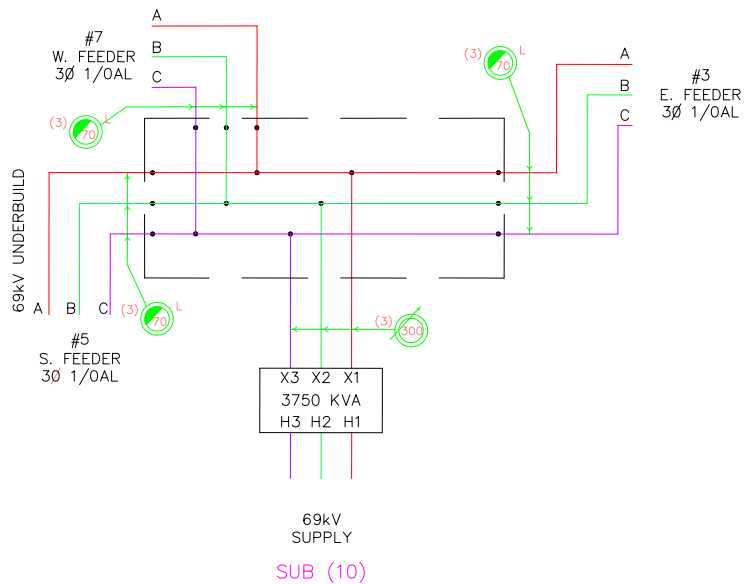 A
#7
W. FEEDER
3Ø 1/0AL
B
C
(3) 70 L
(3) 70 L
A
B
C
#3
E. FEEDER
3Ø 1/0AL
69kV UNDERBUILD
A B C
(3) 70 L
#5
S. FEEDER
3Ø 1/0AL
(3) 300
X3 X2 X1
3750 KVA
H3 H2 H1
69kV
SUPPLY
SUB (10)